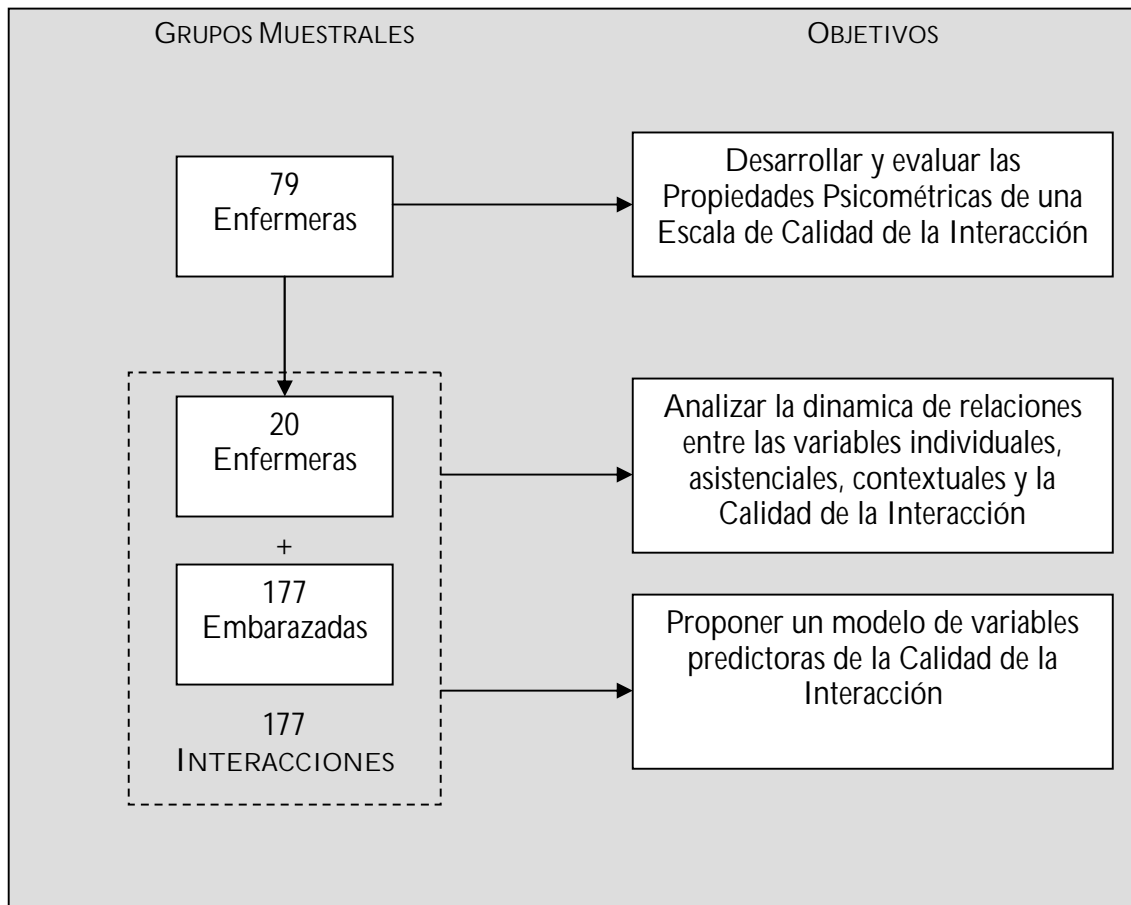 GRUPOS MUESTRALES
OBJETIVOS
79
Enfermeras
Desarrollar y evaluar las
Propiedades Psicométricas de una
Escala de Calidad de la Interacción
20
Enfermeras
+
177
Embarazadas
177
INTERACCIONES
Analizar la dinamica de relaciones
entre las variables individuales,
asistenciales, contextuales y la
Calidad de la Interacción
Proponer un modelo de variables
predictoras de la Calidad de la
Interacción